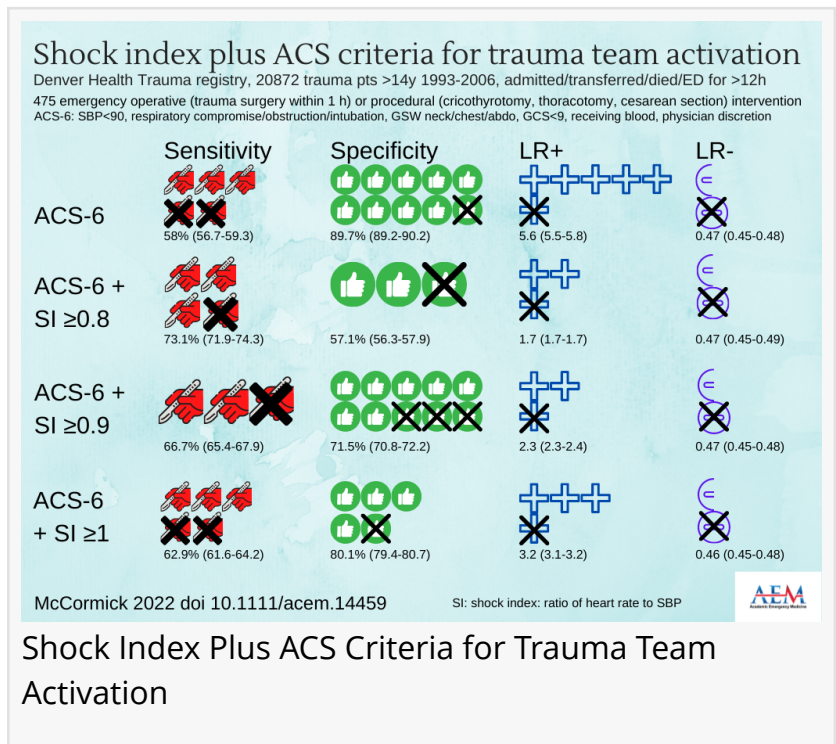 Shock index plus ACS criteria for trauma team activation
Denver Health Trauma registry, 20872 trauma pts >14y 1993-2006, admitted/transferred/died/ED for >12h
475 emergency operative (trauma surgery within 1 h) or procedural (cricothyrotomy, thoracotomy, cesarean section) intervention
ACS-6: SBP<90, respiratory compromise/obstruction/intubation, GSW neck/chest/abdo, GCS<9, receiving blood, physician discretion
Sensitivity Specificity LR+ LR-
ACS-6
58% (56.7-59.3) 89.7% (89.2-90.2) 5.6 (5.5-5.8) 0.47 (0.45-0.48)
ACS-6 +
SI ≥0.8
73.1% (71.9-74.3) 57.1% (56.3-57.9) 1.7 (1.7-1.7) 0.47 (0.45-0.49)
ACS-6 +
SI ≥0.9
66.7% (65.4-67.9) 71.5% (70.8-72.2) 2.3 (2.3-2.4) 0.47 (0.45-0.48)
ACS-6
+ SI ≥1
62.9% (61.6-64.2) 80.1% (79.4-80.7) 3.2 (3.1-3.2) 0.46 (0.45-0.48)
McCormick 2022 doi 10.1111/acem.14459 SI: shock index: ratio of heart rate to SBP
AEM
Academic Emergency Medicine
Shock Index Plus ACS Criteria for Trauma Team
Activation